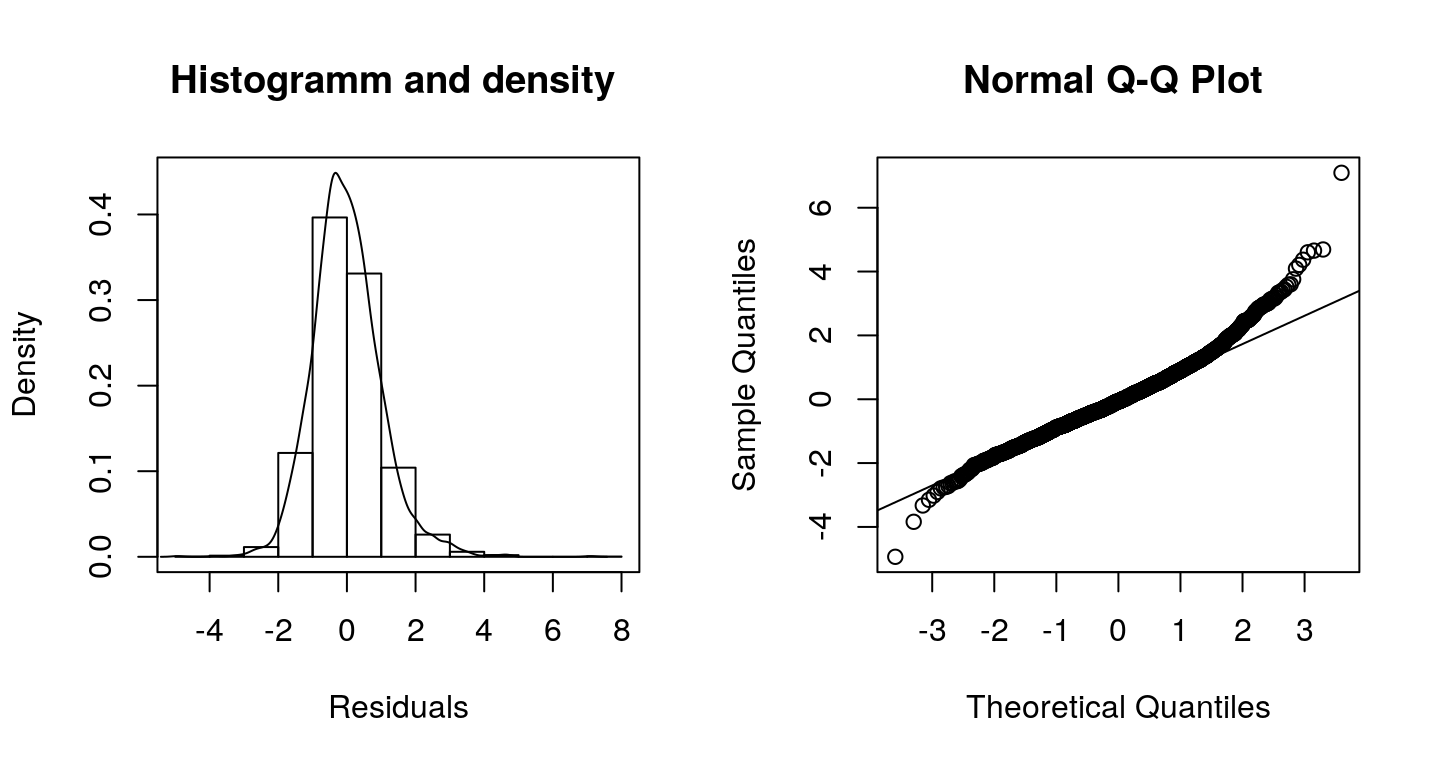 Histogramm and density
Density
0.0 0.1 0.2 0.3 0.4
-4 -2 0 2 4 6 8
Residuals
Normal Q-Q Plot
Sample Quantiles
-4 -2 0 2 4 6
-3 -2 -1 0 1 2 3
Theoretical Quantiles